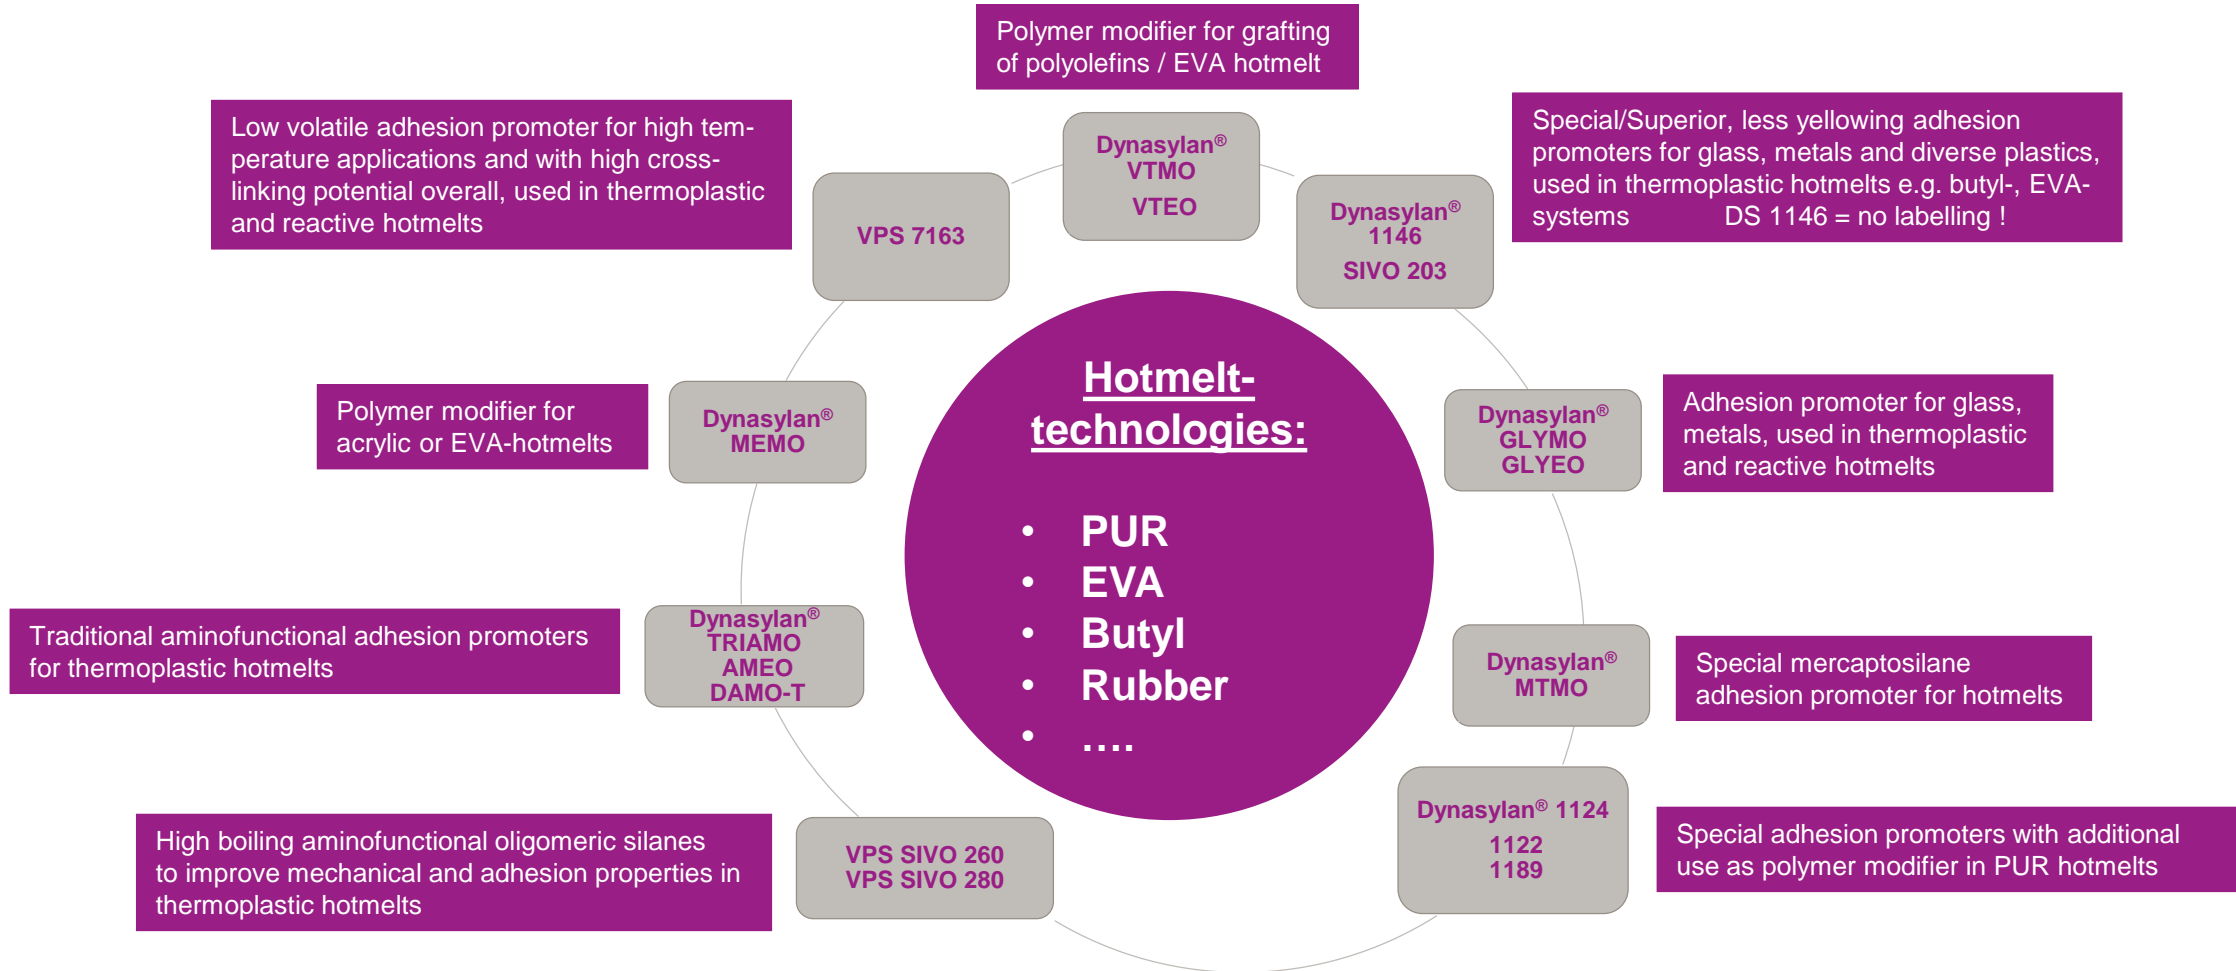 Polymer modifier for grafting
of polyolefins / EVA hotmelt
Low volatile adhesion promoter for high tem-
perature applications and with high cross-
linking potential overall, used in thermoplastic
and reactive hotmelts
Dynasylan®
VTMO
VTEO
Special/Superior, less yellowing adhesion
promoters for glass, metals and diverse plastics,
used in thermoplastic hotmelts e.g. butyl-, EVA-
systems DS 1146 = no labelling !
VPS 7163
Dynasylan®
1146
SIVO 203
Hotmelt-
technologies:
• PUR
• EVA
• Butyl
• Rubber
• ….
Polymer modifier for
acrylic or EVA-hotmelts
Dynasylan®
MEMO
Dynasylan®
GLYMO
GLYEO
Adhesion promoter for glass,
metals, used in thermoplastic
and reactive hotmelts
Traditional aminofunctional adhesion promoters
for thermoplastic hotmelts
Dynasylan®
TRIAMO
AMEO
DAMO-T
Dynasylan®
MTMO
Special mercaptosilane
adhesion promoter for hotmelts
High boiling aminofunctional oligomeric silanes
to improve mechanical and adhesion properties in
thermoplastic hotmelts
VPS SIVO 260
VPS SIVO 280
Dynasylan® 1124
1122
1189
Special adhesion promoters with additional
use as polymer modifier in PUR hotmelts